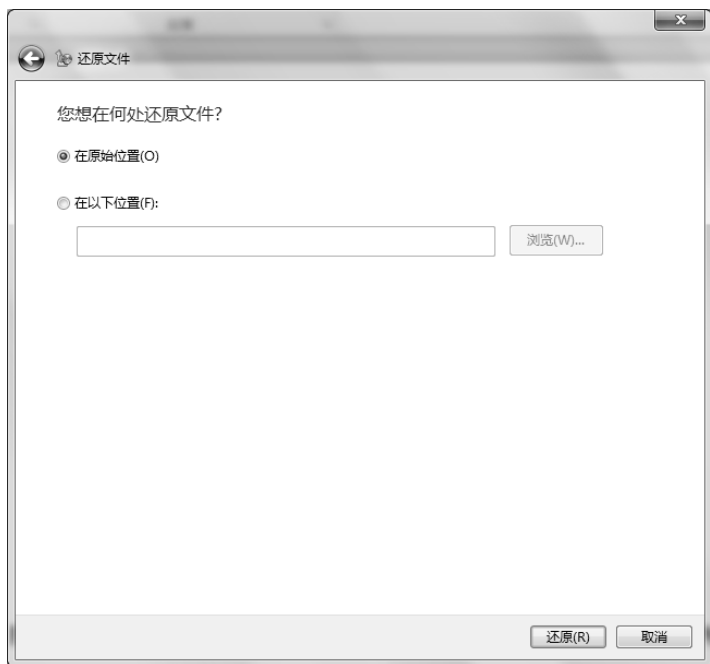 还原文件
您想在何处还原文件?
在原始位置(O)
在以下位置(F):
浏览(W)...
还原(R)
取消